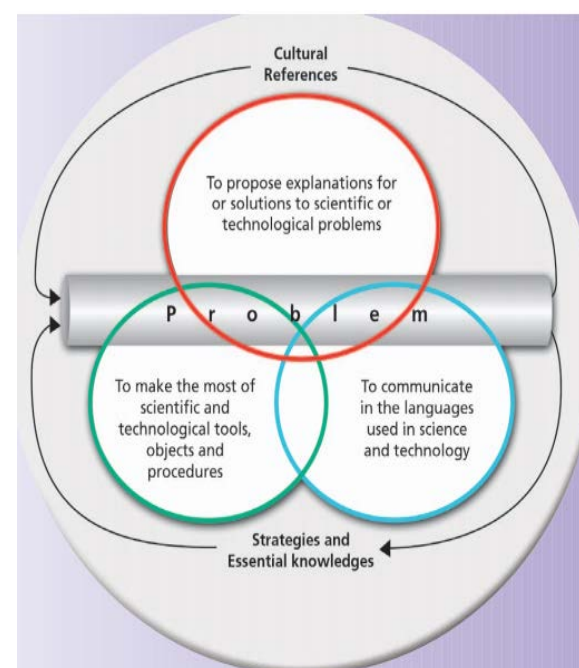 Cultural
References
To propose explanations for
or solutions to scientific or
technological problems
Problem
To make the most of
scientific and
technological tools,
objects and
procedures
To communicate
in the languages
used in science
and technology
Strategies and
Essential knowledges